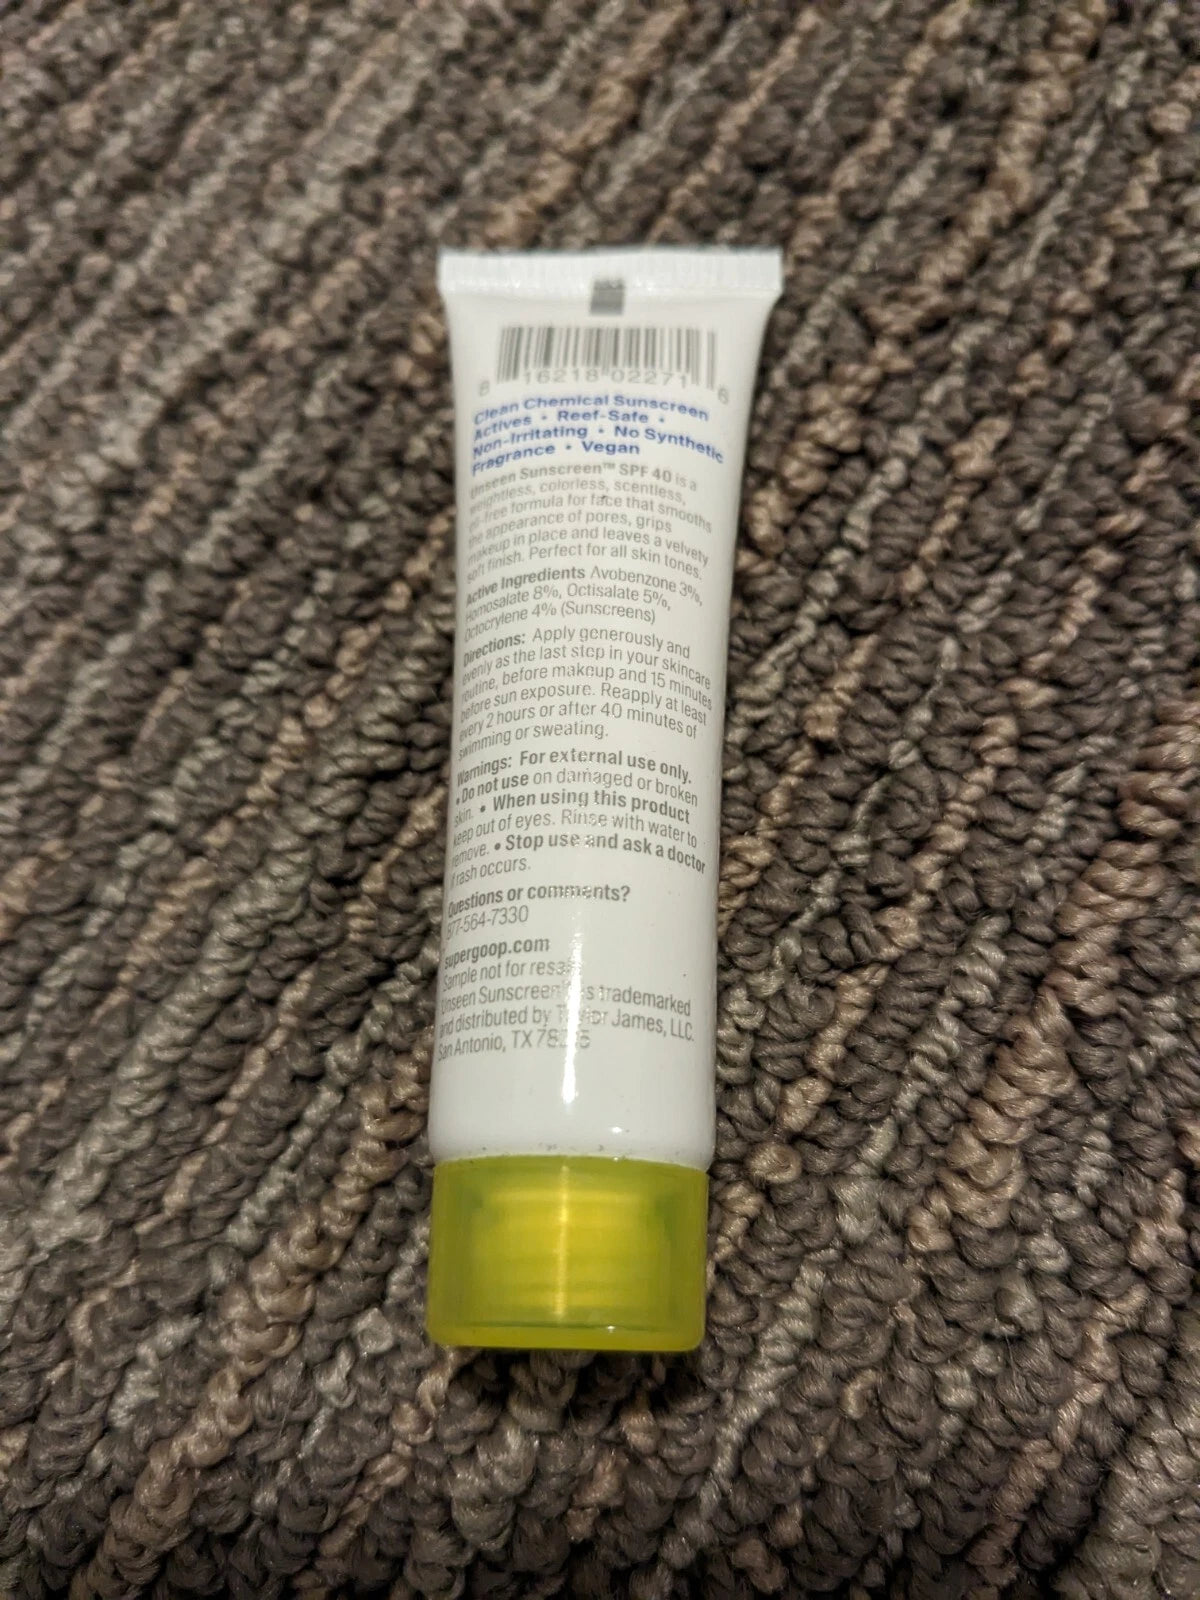 8 16218 02271 6
Clean Chemical Sunscreen
Actives • Reef-Safe •
Non-Irritating • No Synthetic
Fragrance • Vegan
Unseen Sunscreen™ SPF 40 is a
weightless, colorless, scentless,
oil-free formula for face that smooths
the appearance of pores, grips
makeup in place and leaves a velvety
soft finish. Perfect for all skin tones.
Active Ingredients Avobenzone 3%,
Homosalate 8%, Octisalate 5%,
Octocrylene 4% (Sunscreens)
Directions: Apply generously and
evenly as the last step in your skincare
routine, before makeup and 15 minutes
before sun exposure. Reapply at least
every 2 hours or after 40 minutes of
swimming or sweating.
Warnings: For external use only.
• Do not use on damaged or broken
skin. • When using this product
keep out of eyes. Rinse with water to
remove. • Stop use and ask a doctor
if rash occurs.
Questions or comments?
877-564-7330
supergoop.com
Sample not for resale
Unseen Sunscreen is trademarked
and distributed by Taylor James, LLC.
San Antonio, TX